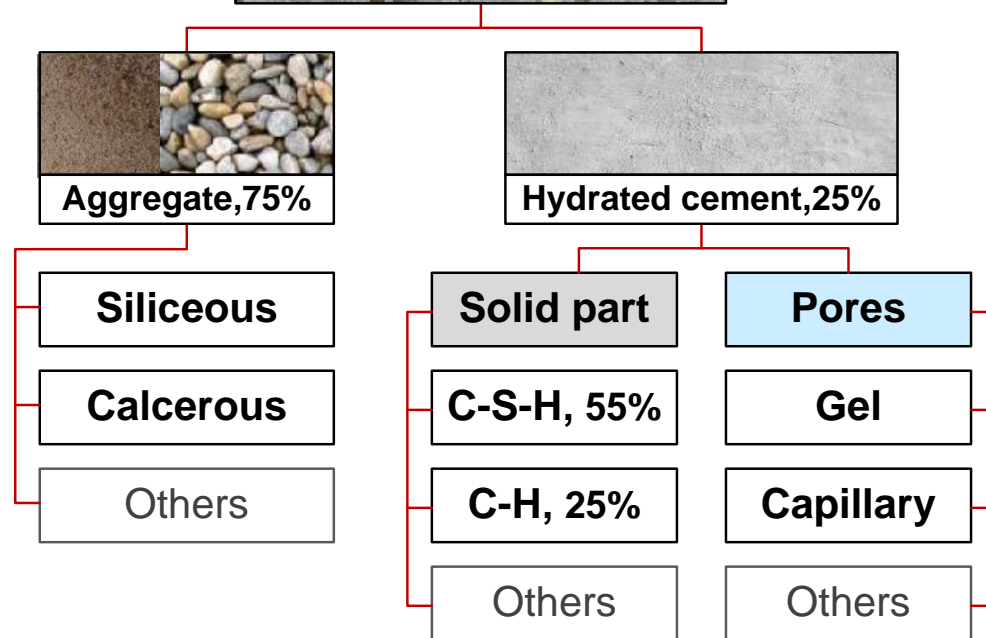 Aggregate,75%
Hydrated cement,25%
Siliceous
Calcerous
Others
Solid part
C-S-H, 55%
C-H, 25%
Others
Pores
Gel
Capillary
Others